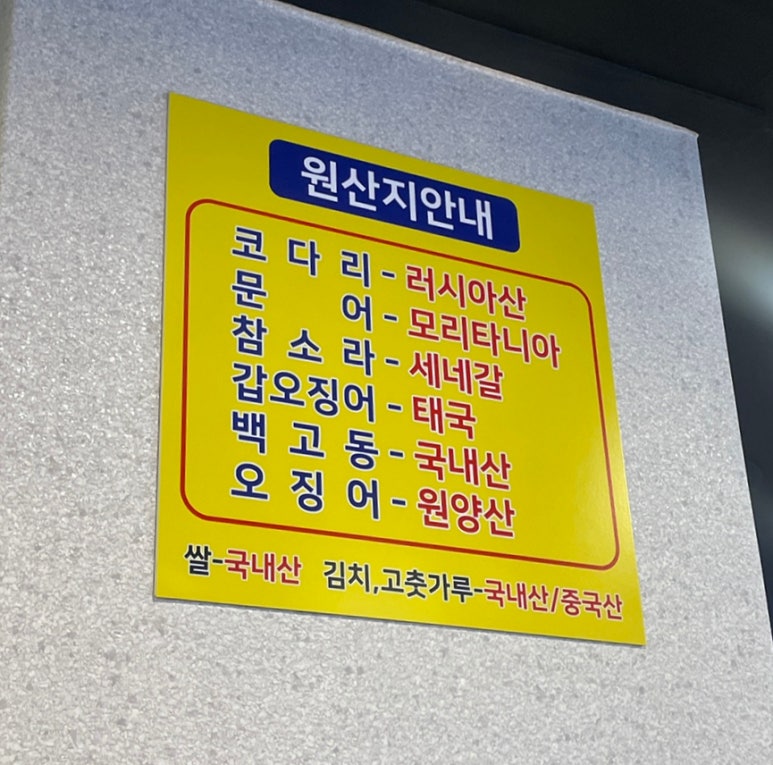 원산지안내
코다리-러시아산
문어-모리타니아
참소라-세네갈
갑오징어-태국
백고동-국내산
오징어-원양산
쌀-국내산 김치,고춧가루-국내산/중국산